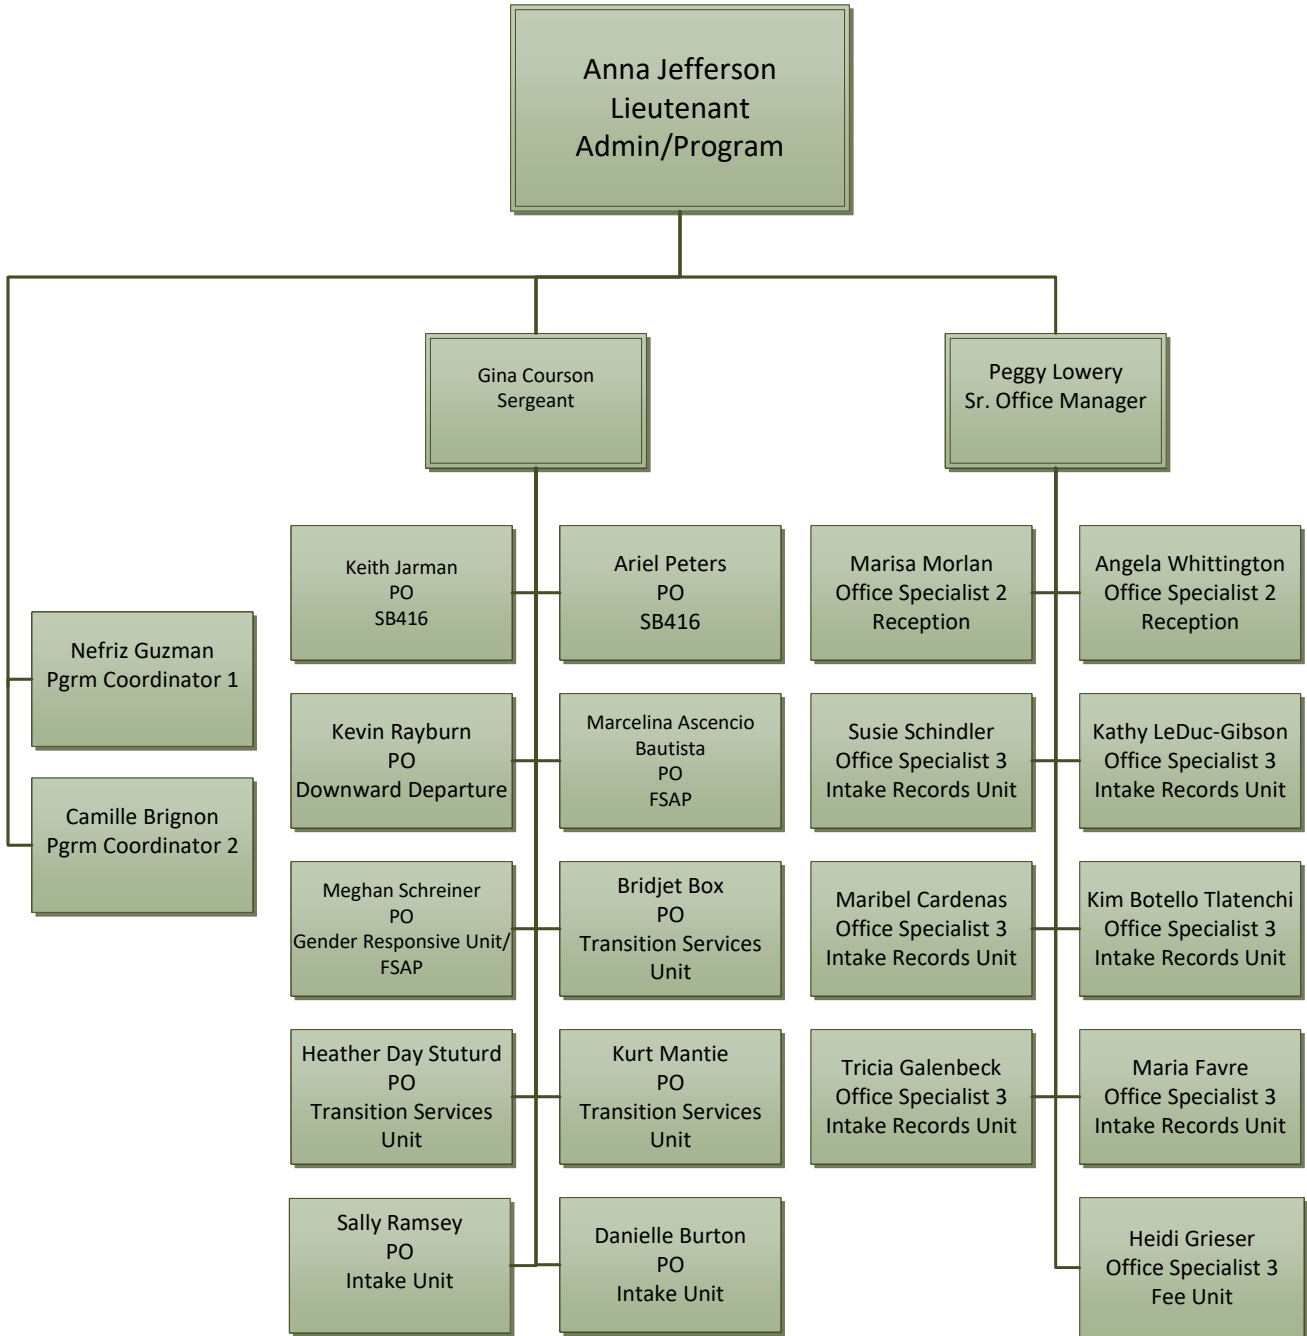 Anna Jefferson
Lieutenant
Admin/Program
Gina Courson
Sergeant
Peggy Lowery
Sr. Office Manager
Nefriz Guzman
Pgrm Coordinator 1
Camille Brignon
Pgrm Coordinator 2
Keith Jarman
PO
SB416
Ariel Peters
PO
SB416
Kevin Rayburn
PO
Downward Departure
Marcelina Ascencio
Bautista
PO
FSAP
Meghan Schreiner
PO
Gender Responsive Unit/
FSAP
Bridjet Box
PO
Transition Services
Unit
Heather Day Stuturd
PO
Transition Services
Unit
Kurt Mantie
PO
Transition Services
Unit
Sally Ramsey
PO
Intake Unit
Danielle Burton
PO
Intake Unit
Marisa Morlan
Office Specialist 2
Reception
Angela Whittington
Office Specialist 2
Reception
Susie Schindler
Office Specialist 3
Intake Records Unit
Kathy LeDuc-Gibson
Office Specialist 3
Intake Records Unit
Maribel Cardenas
Office Specialist 3
Intake Records Unit
Kim Botello Tlatenchi
Office Specialist 3
Intake Records Unit
Tricia Galenbeck
Office Specialist 3
Intake Records Unit
Maria Favre
Office Specialist 3
Intake Records Unit
Heidi Grieser
Office Specialist 3
Fee Unit